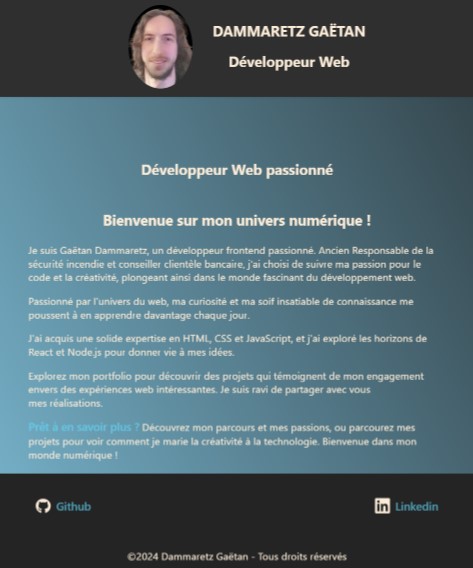 DAMMARETZ GAËTAN
Développeur Web
Développeur Web passionné
Bienvenue sur mon univers numérique !
Je suis Gaëtan Dammaretz, un développeur frontend passionné. Ancien Responsable de la
sécurité incendie et conseiller clientèle bancaire, j'ai choisi de suivre ma passion pour le
code et la créativité, plongeant ainsi dans le monde fascinant du développement web.
Passionné par l'univers du web, ma curiosité et ma soif insatiable de connaissance me
poussent à en apprendre davantage chaque jour.
J'ai acquis une solide expertise en HTML, CSS et JavaScript, et j'ai exploré les horizons de
React et Node.js pour donner vie à mes idées.
Explorez mon portfolio pour découvrir des projets qui témoignent de mon engagement
envers des expériences web intéressantes. Je suis ravi de partager avec vous
mes réalisations.
Prêt à en savoir plus ? Découvrez mon parcours et mes passions, ou parcourez mes
projets pour voir comment je marie la créativité à la technologie. Bienvenue dans mon
monde numérique !
Github
Linkedin
©2024 Dammaretz Gaëtan - Tous droits réservés